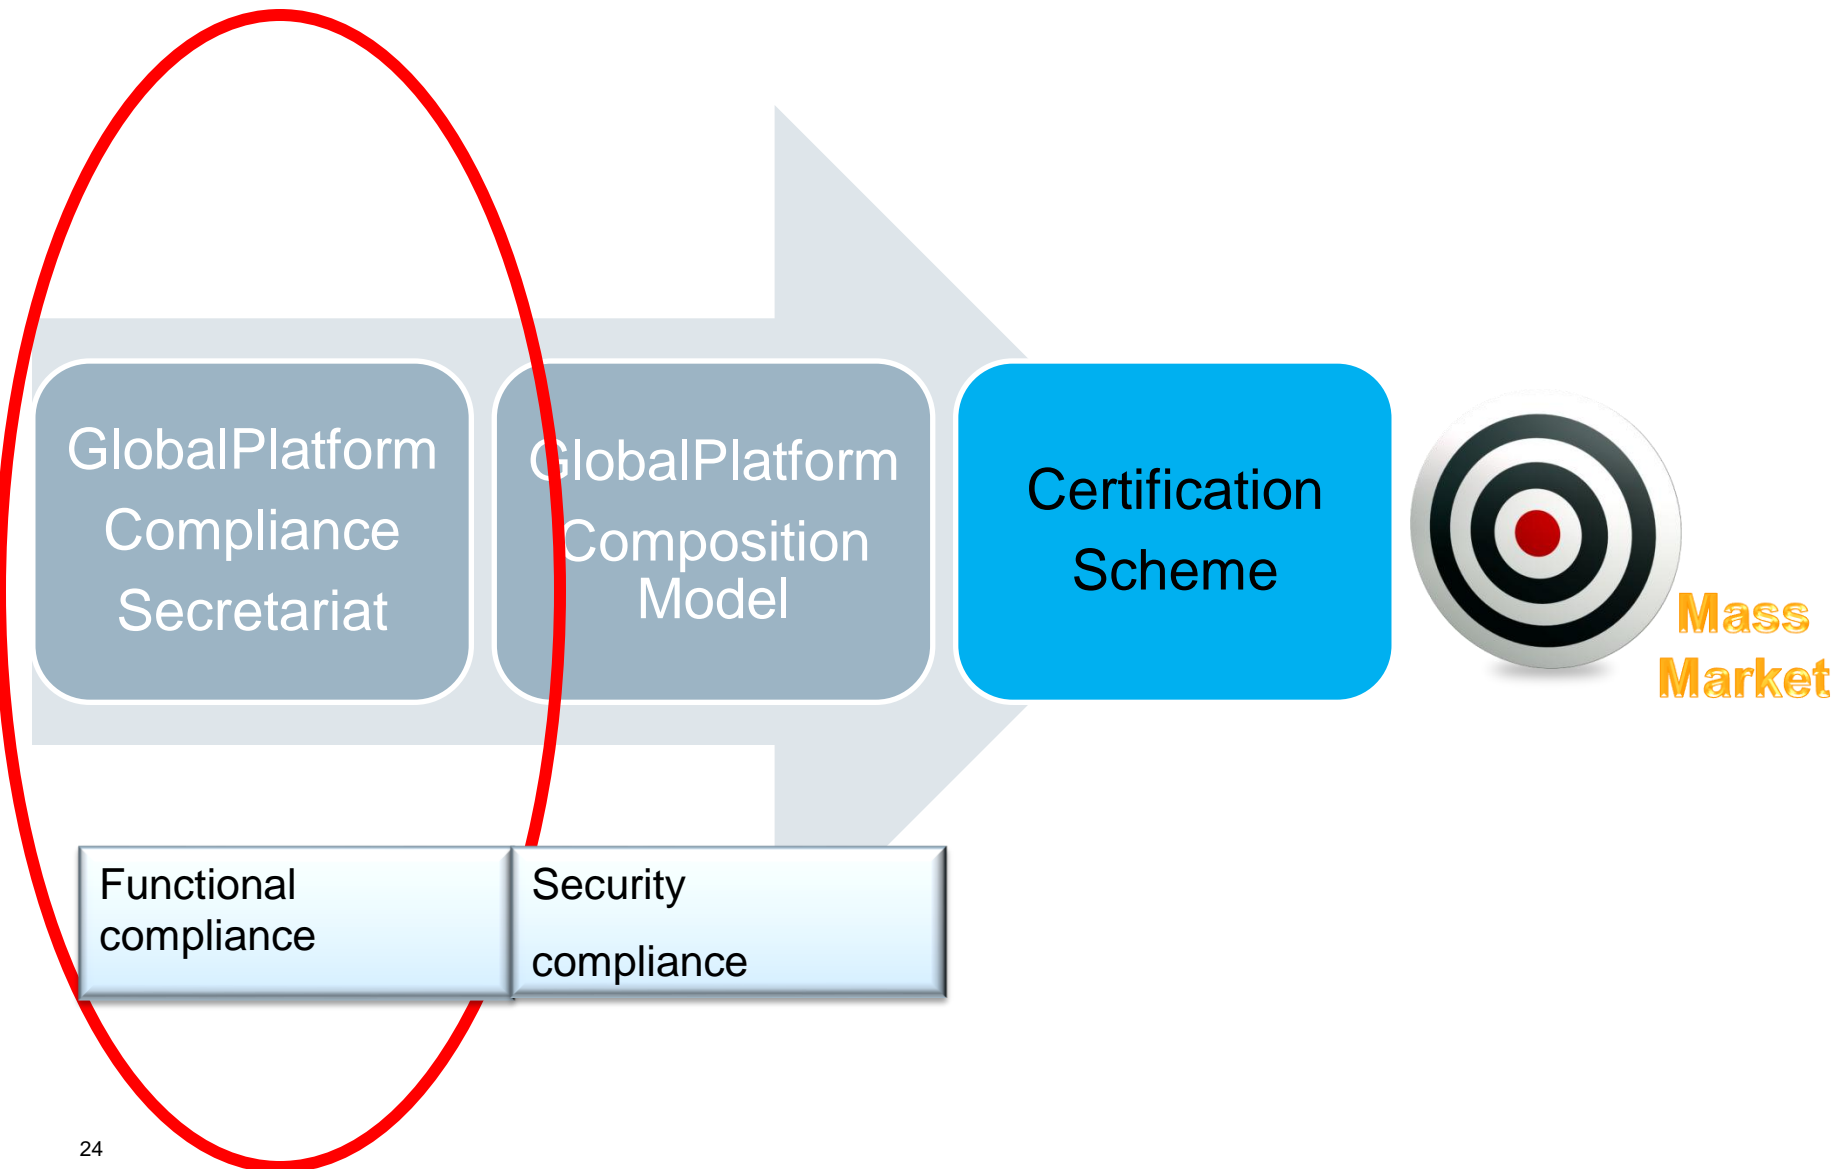 GlobalPlatform
Compliance
Secretariat
GlobalPlatform
Composition
Model
Certification
Scheme
Mass
Market
Functional
compliance
Security
compliance
24